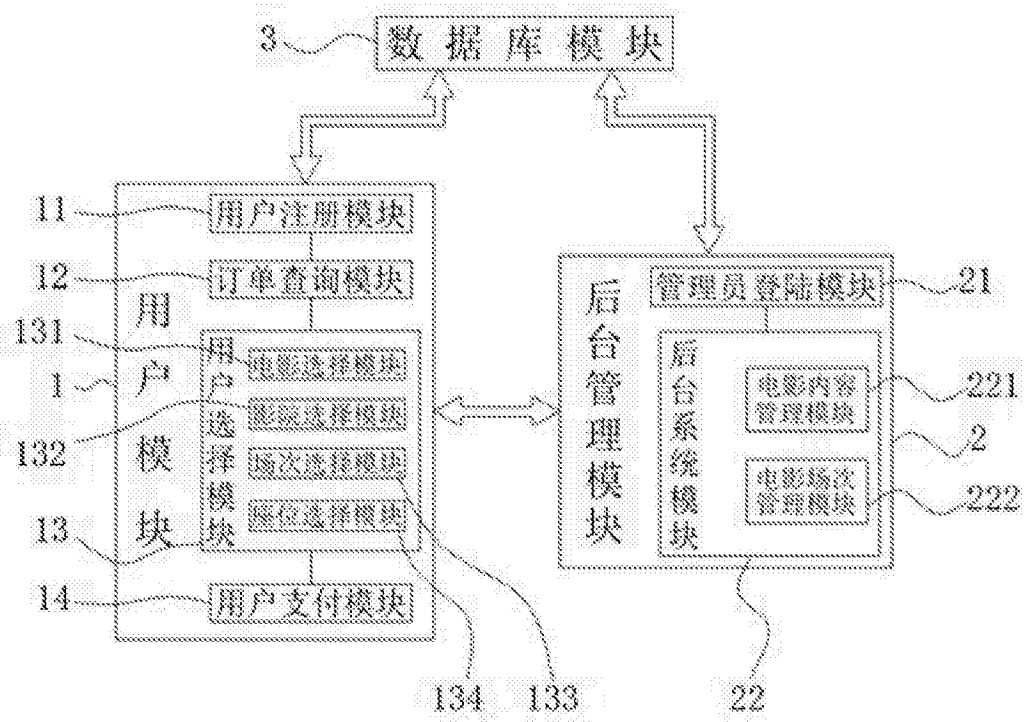 3
数据库模块
11
用户注册模块
12
订单查询模块
用户模块
1
131
132
13
用户选择模块
电影选择模块
影院选择模块
场次选择模块
座位选择模块
14
用户支付模块
134
133
后台管理模块
管理员登陆模块
21
后台系统模块
电影内容
管理模块
221
2
电影场次
管理模块
222
22